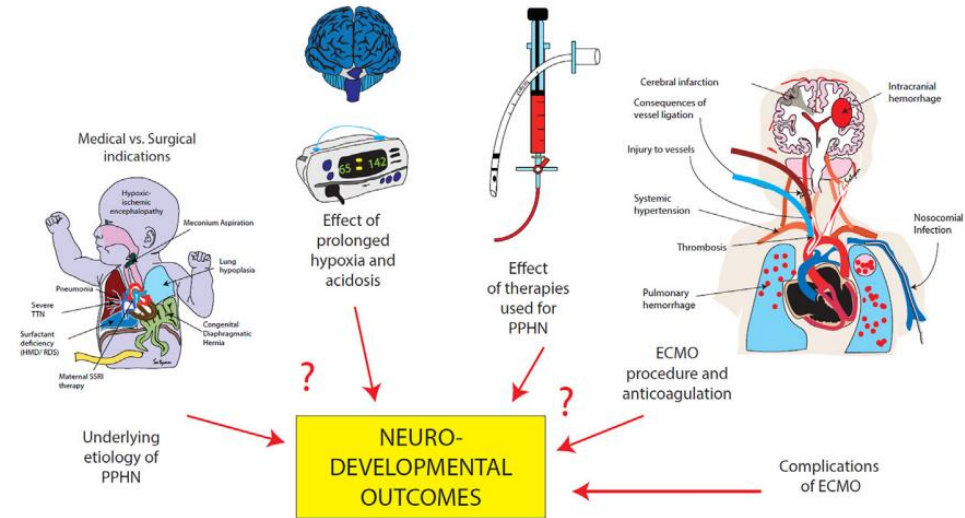 Medical vs. Surgical
indications
Hypoxic-
ischemic
encephalopathy
Meconium Aspiration
Lung
hypoplasia
Pneumonia
Severe
TTN
Surfactant
deficiency
(HMD/ RDS)
Congenital
Diaphragmatic
Hernia
Maternal SSRI
therapy
Underlying
etiology of
PPHN
65 142
Effect of
prolonged
hypoxia and
acidosis
Effect
of therapies
used for
PPHN
Cerebral infarction
Consequences of
vessel ligation
Injury to vessels
Systemic
hypertension
Thrombosis
Pulmonary
hemorrhage
Intracranial
hemorrhage
Nosocomial
Infection
ECMO
procedure and
anticoagulation
?
?
NEURO-
DEVELOPMENTAL
OUTCOMES
Complications
of ECMO